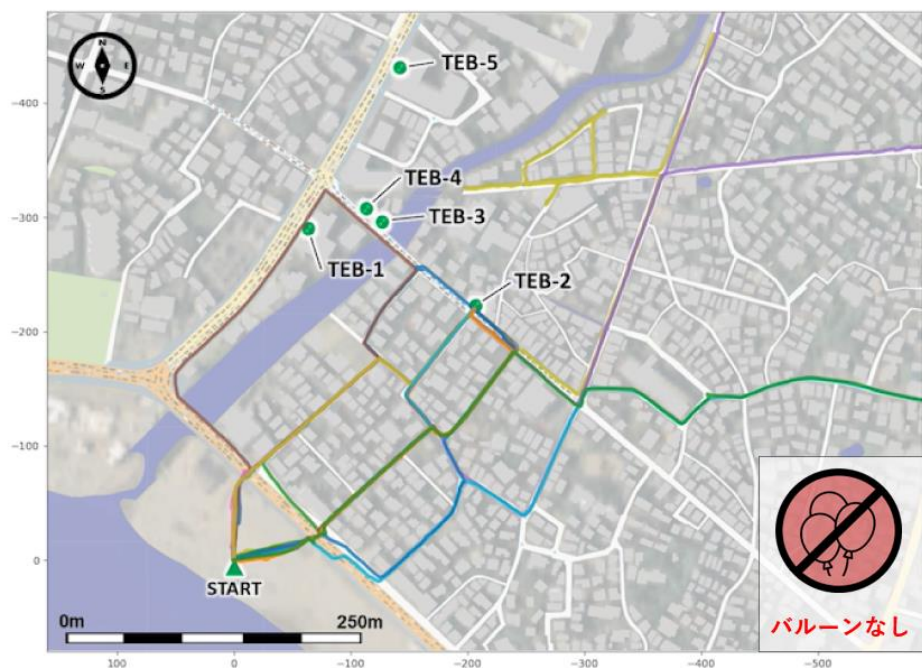 N
W E
S
TEB-5
−400
TEB-4
TEB-3
−300
TEB-1
TEB-2
−200
−100
0
START
0m 250m
バルーンなし
100 0 −100 −200 −300 −400 −500